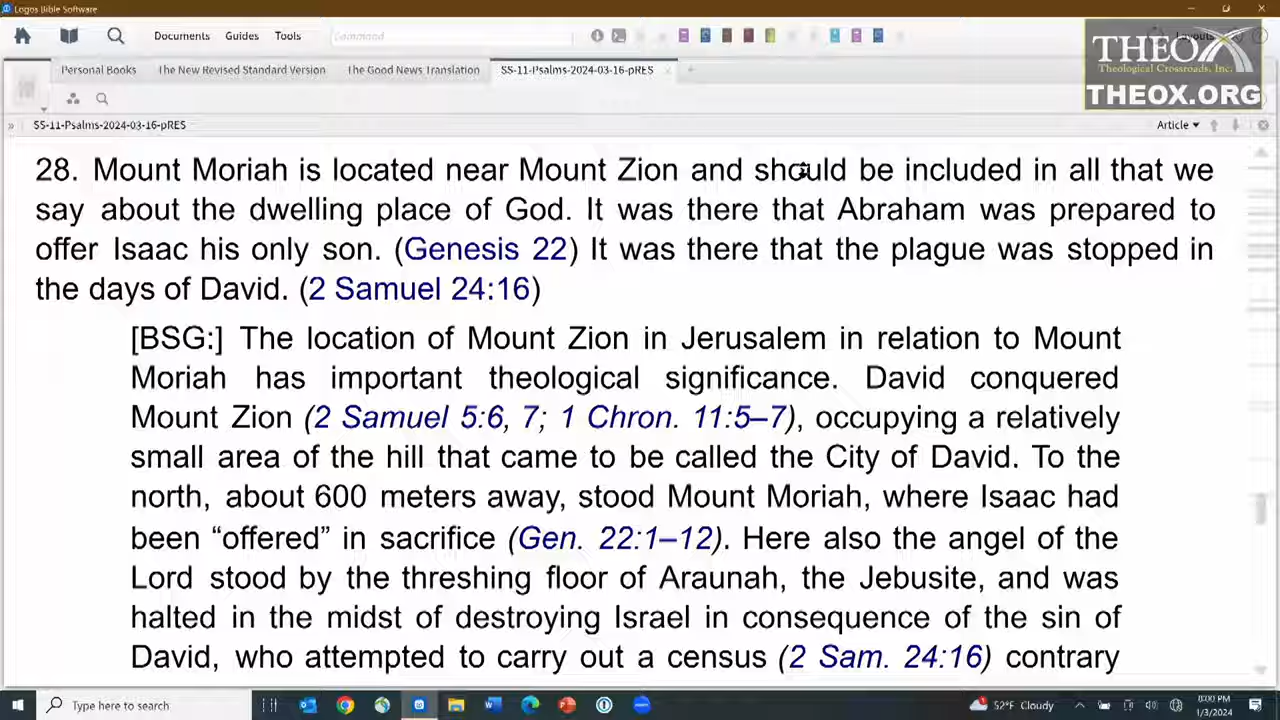 Logos Bible Software
Documents Guides Tools Command
THEOX
Theological Crossroads, Inc.
THEOX.ORG
Personal Books The New Revised Standard Version The Good News SS-11-Psalms-2024-03-16-pRES
SS-11-Psalms-2024-03-16-pRES Article
28. Mount Moriah is located near Mount Zion and should be included in all that we
say about the dwelling place of God. It was there that Abraham was prepared to
offer Isaac his only son. (Genesis 22) It was there that the plague was stopped in
the days of David. (2 Samuel 24:16)
[BSG:] The location of Mount Zion in Jerusalem in relation to Mount
Moriah has important theological significance. David conquered
Mount Zion (2 Samuel 5:6, 7; 1 Chron. 11:5–7), occupying a relatively
small area of the hill that came to be called the City of David. To the
north, about 600 meters away, stood Mount Moriah, where Isaac had
been “offered” in sacrifice (Gen. 22:1–12). Here also the angel of the
Lord stood by the threshing floor of Araunah, the Jebusite, and was
halted in the midst of destroying Israel in consequence of the sin of
David, who attempted to carry out a census (2 Sam. 24:16) contrary
Type here to search 52°F Cloudy 8:00 PM
1/3/2024